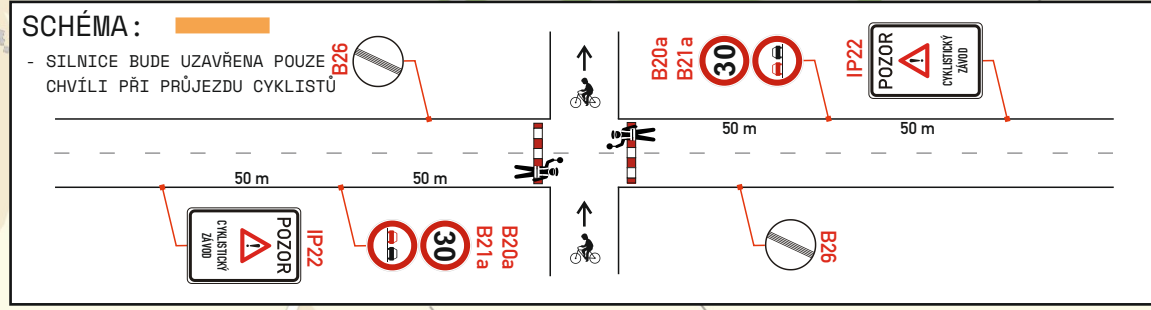 SCHÉMA:
- SILNICE BUDE UZAVŘENA POUZE
CHVÍLI PŘI PRŮJEZDU CYKLISTŮ
B26
B20a
B21a
30
IP22
POZOR
CYKLISTICKÝ
ZÁVOD
50 m
50 m
50 m
50 m
POZOR
CYKLISTICKÝ
ZÁVOD
IP22
30
B20a
B21a
B26